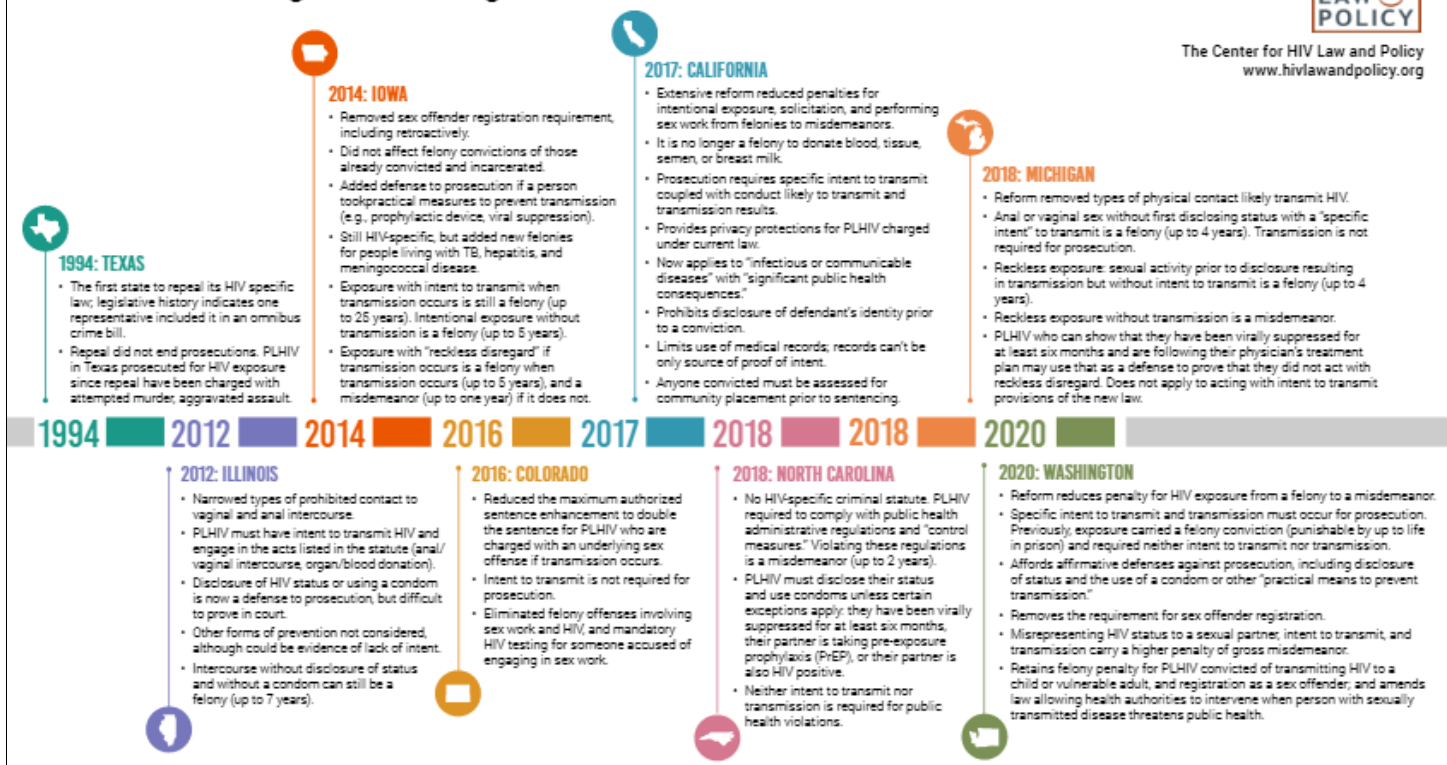 LAW
POLICY
The Center for HIV Law and Policy
www.hivlawandpolicy.org
1994: TEXAS
• The first state to repeal its HIV specific
law; legislative history indicates one
representative included it in an omnibus
crime bill.
• Repeal did not end prosecutions. PLHIV
in Texas prosecuted for HIV exposure
since repeal have been charged with
attempted murder, aggravated assault.
2014: IOWA
• Removed sex offender registration requirement,
including retroactively.
• Did not affect felony convictions of those
already convicted and incarcerated.
• Added defense to prosecution if a person
tookpractical measures to prevent transmission
(e.g., prophylactic device, viral suppression).
• Still HIV-specific, but added new felonies
for people living with TB, hepatitis, and
meningococcal disease.
• Exposure with intent to transmit when
transmission occurs is still a felony (up
to 25 years). Intentional exposure without
transmission is a felony (up to 5 years).
• Exposure with "reckless disregard" if
transmission occurs is a felony when
transmission occurs (up to 5 years), and a
misdemeanor (up to one year) if it does not.
2017: CALIFORNIA
• Extensive reform reduced penalties for
intentional exposure, solicitation, and performing
sex work from felonies to misdemeanors.
• It is no longer a felony to donate blood, tissue,
semen, or breast milk.
• Prosecution requires specific intent to transmit
coupled with conduct likely to transmit and
transmission results.
• Provides privacy protections for PLHIV charged
under current law.
• Now applies to "infectious or communicable
diseases" with "significant public health
consequences."
• Prohibits disclosure of defendant's identity prior
to a conviction.
• Limits use of medical records; records can't be
only source of proof of intent.
• Anyone convicted must be assessed for
community placement prior to sentencing.
2018: MICHIGAN
• Reform removed types of physical contact likely transmit HIV.
• Anal or vaginal sex without first disclosing status with a "specific
intent" to transmit is a felony (up to 4 years). Transmission is not
required for prosecution.
• Reckless exposure: sexual activity prior to disclosure resulting
in transmission but without intent to transmit is a felony (up to 4
years).
• Reckless exposure without transmission is a misdemeanor.
• PLHIV who can show that they have been virally suppressed for
at least six months and are following their physician's treatment
plan may use that as a defense to prove that they did not act with
reckless disregard. Does not apply to acting with intent to transmit
provisions of the new law.
1994 2012 2014 2016 2017 2018 2018 2020
2012: ILLINOIS
• Narrowed types of prohibited contact to
vaginal and anal intercourse.
• PLHIV must have intent to transmit HIV and
engage in the acts listed in the statute (anal/
vaginal intercourse, organ/blood donation).
• Disclosure of HIV status or using a condom
is now a defense to prosecution, but difficult
to prove in court.
• Other forms of prevention not considered,
although could be evidence of lack of intent.
• Intercourse without disclosure of status
and without a condom can still be a
felony (up to 7 years).
2016: COLORADO
• Reduced the maximum authorized
sentence enhancement to double
the sentence for PLHIV who are
charged with an underlying sex
offense if transmission occurs.
• Intent to transmit is not required for
prosecution.
• Eliminated felony offenses involving
sex work and HIV, and mandatory
HIV testing for someone accused of
engaging in sex work.
2018: NORTH CAROLINA
• No HIV-specific criminal statute. PLHIV
required to comply with public health
administrative regulations and "control
measures." Violating these regulations
is a misdemeanor (up to 2 years).
• PLHIV must disclose their status
and use condoms unless certain
exceptions apply: they have been virally
suppressed for at least six months,
their partner is taking pre-exposure
prophylaxis (PrEP), or their partner is
also HIV positive.
• Neither intent to transmit nor
transmission is required for public
health violations.
2020: WASHINGTON
• Reform reduces penalty for HIV exposure from a felony to a misdemeanor.
• Specific intent to transmit and transmission must occur for prosecution.
Previously, exposure carried a felony conviction (punishable by up to life
in prison) and required neither intent to transmit nor transmission.
• Affords affirmative defenses against prosecution, including disclosure
of status and the use of a condom or other "practical means to prevent
transmission."
• Removes the requirement for sex offender registration.
• Misrepresenting HIV status to a sexual partner, intent to transmit, and
transmission carry a higher penalty of gross misdemeanor.
• Retains felony penalty for PLHIV convicted of transmitting HIV to a
child or vulnerable adult, and registration as a sex offender; and amends
law allowing health authorities to intervene when person with sexually
transmitted disease threatens public health.